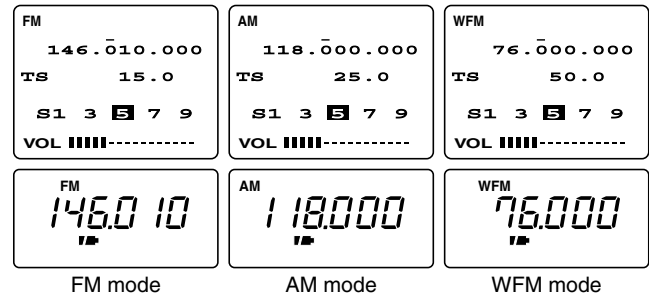 FM
146.010.000
TS 15.0
S1 3 5 7 9
VOL
AM
118.000.000
TS 25.0
S1 3 5 7 9
VOL
WFM
76.000.000
TS 50.0
S1 3 5 7 9
VOL
FM
146.010
FM mode
AM
118.000
AM mode
WFM
76.000
WFM mode